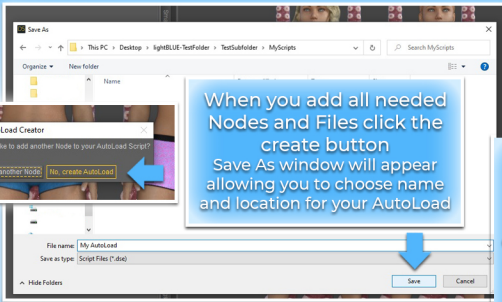 Save As
This PC > Desktop > lightBLUE-TestFolder > TestSubfolder > MyScripts
Search MyScripts
Organize
New folder
Name
When you add all needed
Nodes and Files click the
create button
Save As window will appear
allowing you to choose name
and location for your AutoLoad
Load Creator
ke to add another Node to your AutoLoad Script?
another Node
No, create AutoLoad
File name: My AutoLoad
Save as type: Script Files (*.dse)
Hide Folders
Save
Cancel